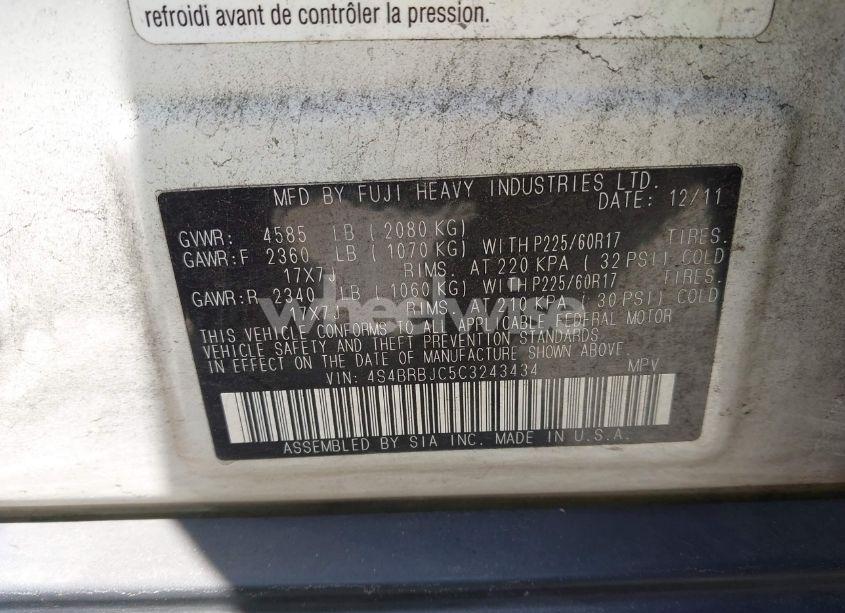 refroidi avant de contrôler la pression.
MFD BY FUJI HEAVY INDUSTRIES LTD.
DATE: 12/11
GVWR: 4585 LB ( 2080 KG)
GAWR:F 2360 LB ( 1070 KG) WITH P225/60R17 TIRES.
17X7J RIMS. AT 220 KPA ( 32 PSI) COLD
GAWR:R 2340 LB ( 1060 KG) WITH P225/60R17 TIRES.
17X7J RIMS. AT 210 KPA ( 30 PSI) COLD
wheelwise
THIS VEHICLE CONFORMS TO ALL APPLICABLE FEDERAL MOTOR
VEHICLE SAFETY AND THEFT PREVENTION STANDARDS
IN EFFECT ON THE DATE OF MANUFACTURE SHOWN ABOVE.
VIN: 4S4BRBJC5C3243434 MPV
ASSEMBLED BY SIA INC. MADE IN U.S.A.